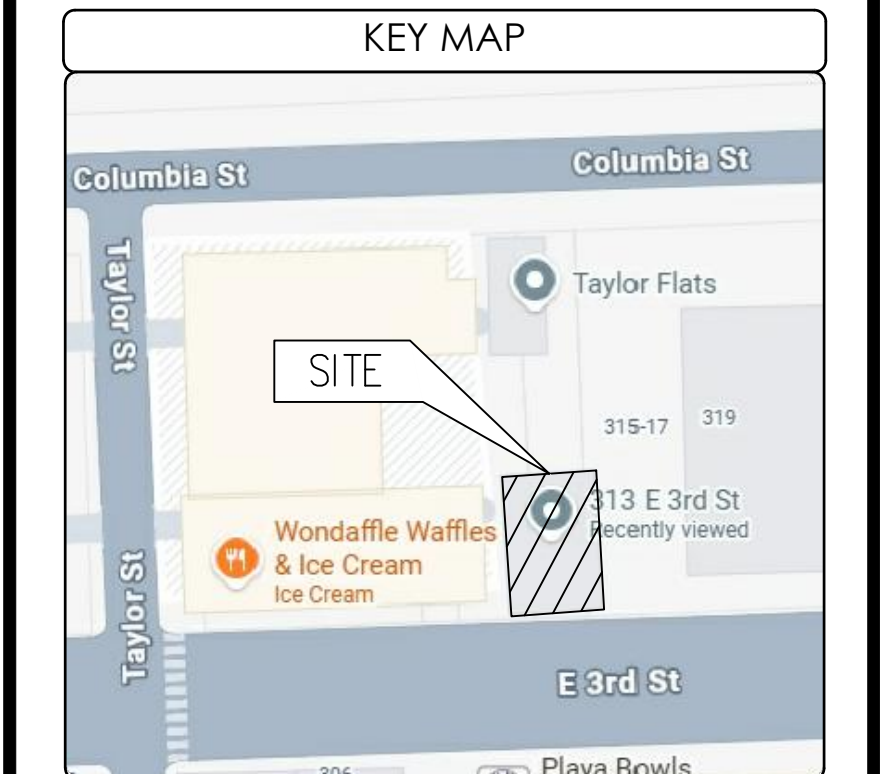 KEY MAP
Columbia St
Columbia St
Taylor St
Taylor Flats
SITE
315-17
319
313 E 3rd St
Recently viewed
Wondaffle Waffles
& Ice Cream
Ice Cream
Taylor St
E 3rd St
306
Playa Bowls